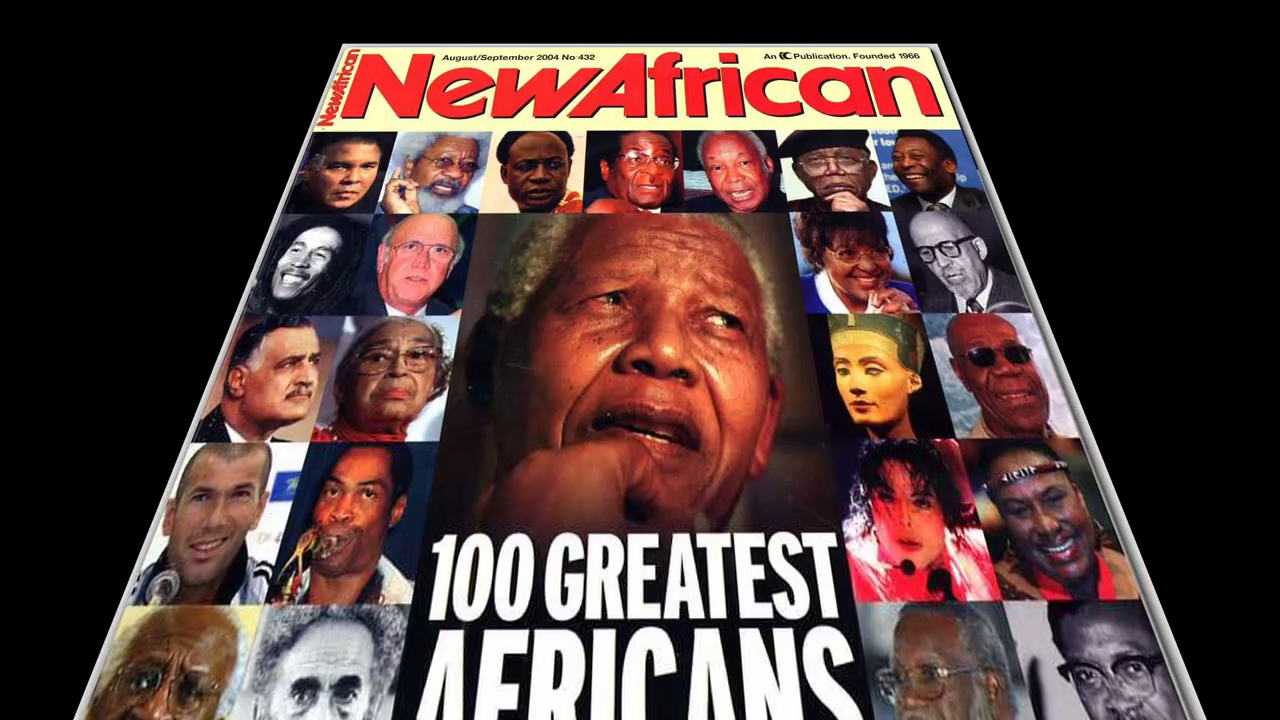 August/September 2004 No 432
An IC Publication. Founded 1966
NewAfrican
NewAfrican
100 GREATEST
AFRICANS